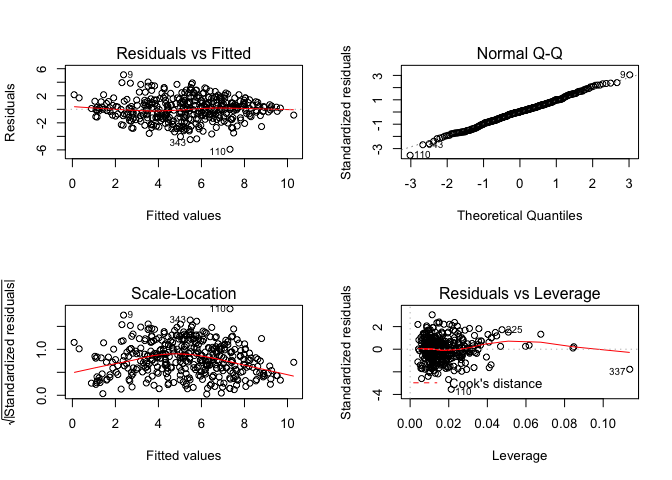 Residuals vs Fitted
Residuals
6
2
-2
-6
9
343
110
0 2 4 6 8 10
Fitted values
Normal Q-Q
Standardized residuals
3
1
-1
-3
9
343
110
-3 -2 -1 0 1 2 3
Theoretical Quantiles
Scale-Location
√|Standardized residuals|
1.0
0.0
9
343
110
0 2 4 6 8 10
Fitted values
Residuals vs Leverage
Standardized residuals
2
0
-4
325
337
110
Cook's distance
0.00 0.02 0.04 0.06 0.08 0.10
Leverage